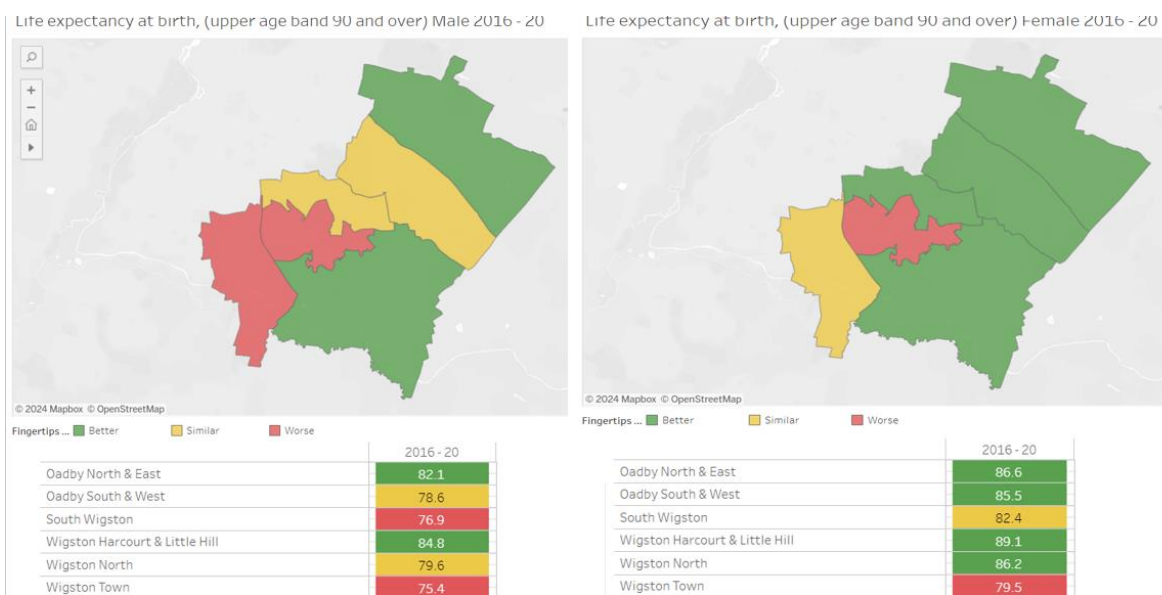 Life expectancy at birth, (upper age band 90 and over) Male 2016 - 20
© 2024 Mapbox © OpenStreetMap
Fingertips ... Better Similar Worse
2016 - 20
Oadby North & East 82.1
Oadby South & West 78.6
South Wigston 76.9
Wigston Harcourt & Little Hill 84.8
Wigston North 79.6
Wigston Town 75.4
Life expectancy at birth, (upper age band 90 and over) Female 2016 - 20
© 2024 Mapbox © OpenStreetMap
Fingertips ... Better Similar Worse
2016 - 20
Oadby North & East 86.6
Oadby South & West 85.5
South Wigston 82.4
Wigston Harcourt & Little Hill 89.1
Wigston North 86.2
Wigston Town 79.5